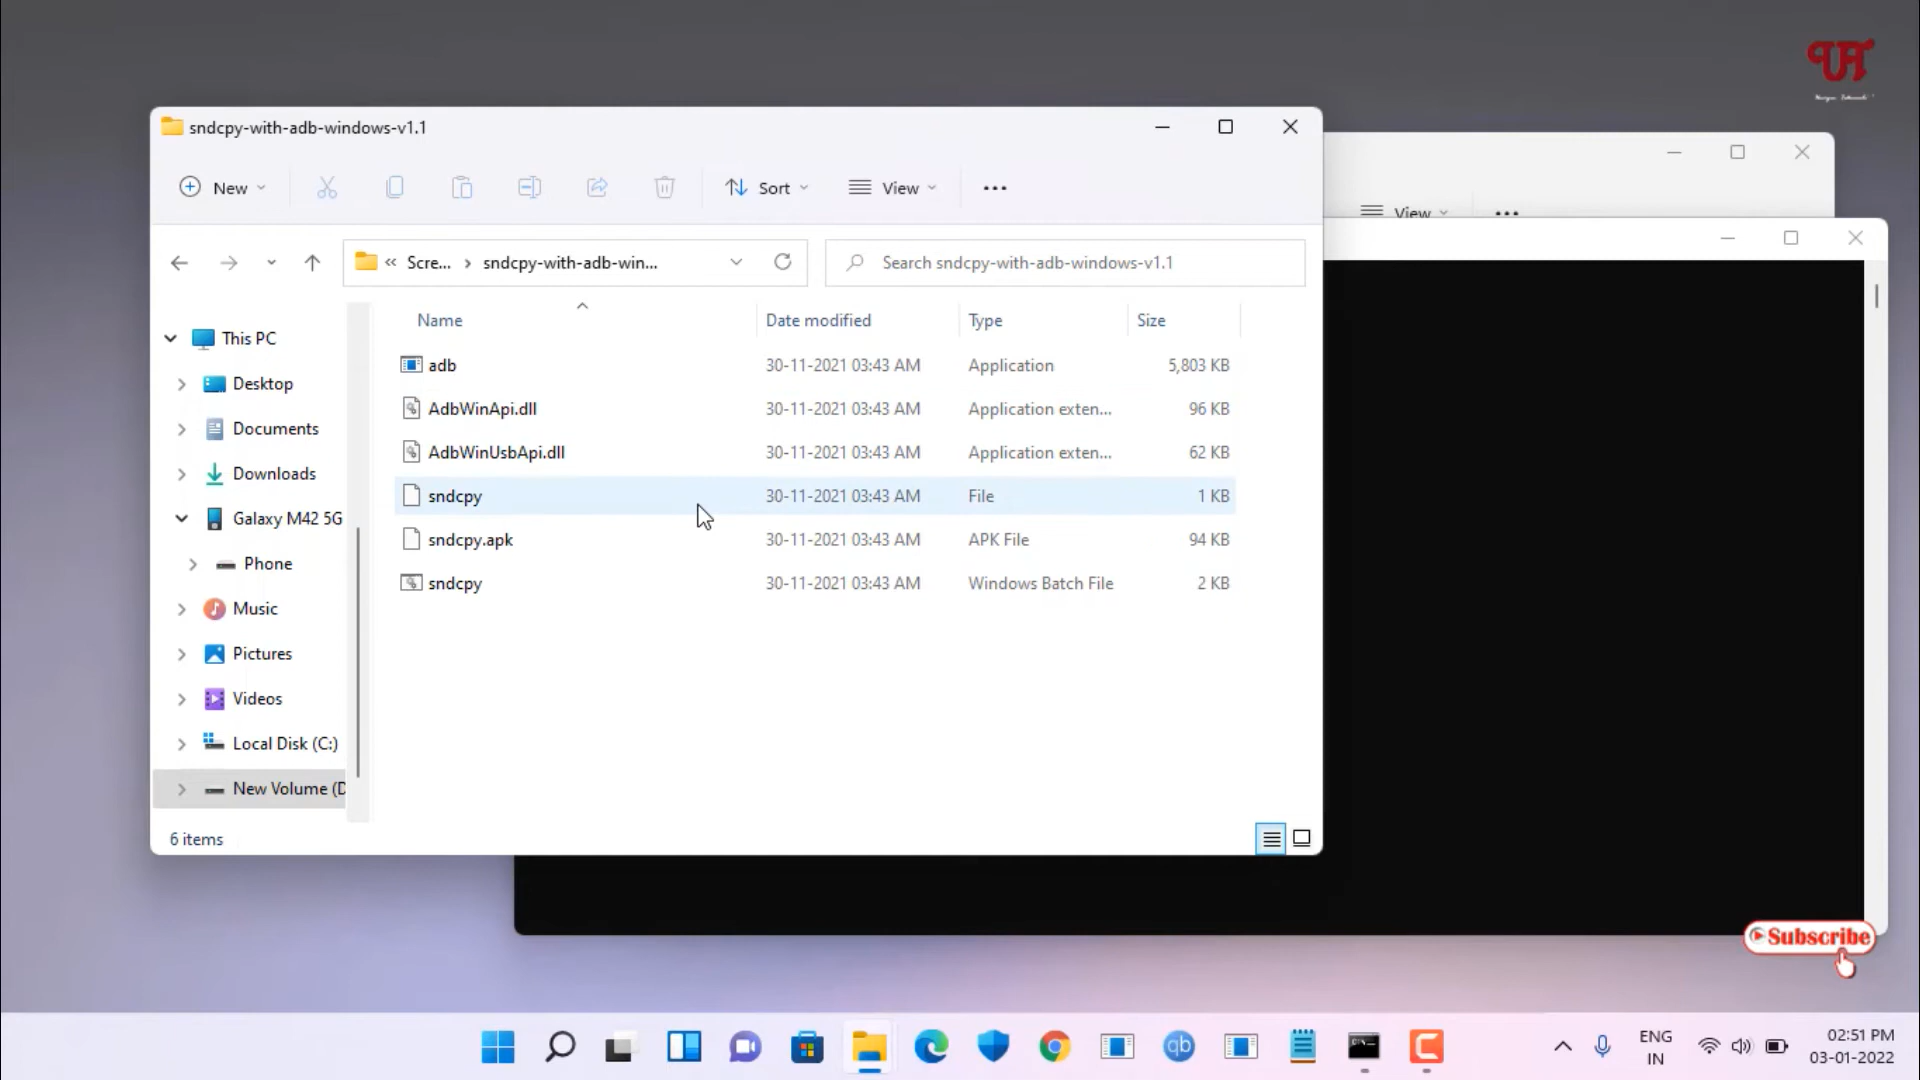 UT
sndcpy-with-adb-windows-v1.1
New
Sort
View
View
« Scre... › sndcpy-with-adb-win...
Search sndcpy-with-adb-windows-v1.1
Name Date modified Type Size
adb 30-11-2021 03:43 AM Application 5,803 KB
AdbWinApi.dll 30-11-2021 03:43 AM Application exten... 96 KB
AdbWinUsbApi.dll 30-11-2021 03:43 AM Application exten... 62 KB
sndcpy 30-11-2021 03:43 AM File 1 KB
sndcpy.apk 30-11-2021 03:43 AM APK File 94 KB
sndcpy 30-11-2021 03:43 AM Windows Batch File 2 KB
This PC
Desktop
Documents
Downloads
Galaxy M42 5G
Phone
Music
Pictures
Videos
Local Disk (C:)
New Volume (D
6 items
Subscribe
qb
ENG
IN
02:51 PM
03-01-2022